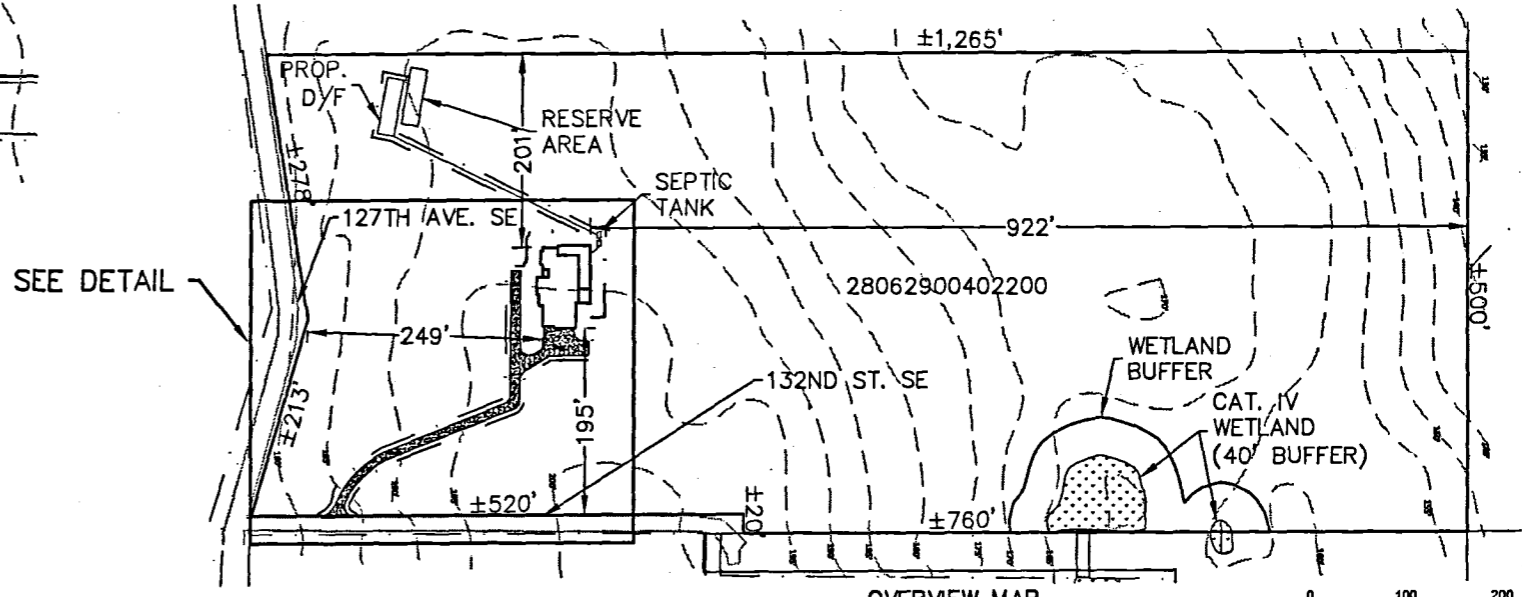 ±1,265'
PROP.
D/F
RESERVE
AREA
201'
±278'
SEPTIC
TANK
127TH AVE. SE
922'
SEE DETAIL
28062900402200
±500'
249'
WETLAND
BUFFER
132ND ST. SE
CAT. IV
WETLAND
(40' BUFFER)
±213'
195'
±520'
±20'
±760'
OVERVIEW MAP
0 100 200